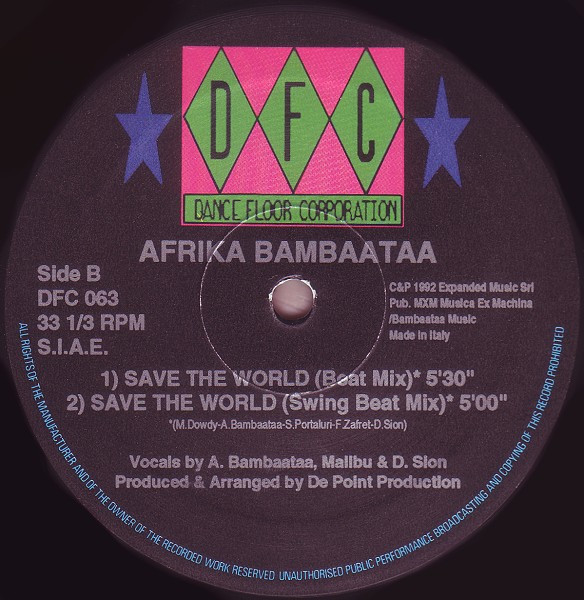 D F C
DANCE FLOOR CORPORATION
AFRIKA BAMBAATAA
Side B
DFC 063
33 1/3 RPM
S.I.A.E.
C&P 1992 Expanded Music Srl
Pub. MXM Musica Ex Machina
/Bambaataa Music
Made in Italy
1) SAVE THE WORLD (Beat Mix)* 5'30"
2) SAVE THE WORLD (Swing Beat Mix)* 5'00"
*(M.Dowdy-A.Bambaataa-S.Portaluri-F.Zafret-D.Sion)
Vocals by A. Bambaataa, Malibu & D. Sion
Produced & Arranged by De Point Production
ALL RIGHTS OF THE MANUFACTURER AND OF THE OWNER OF THE RECORDED WORK RESERVED UNAUTHORISED PUBLIC PERFORMANCE BROADCASTING AND COPYING OF THIS RECORD PROHIBITED